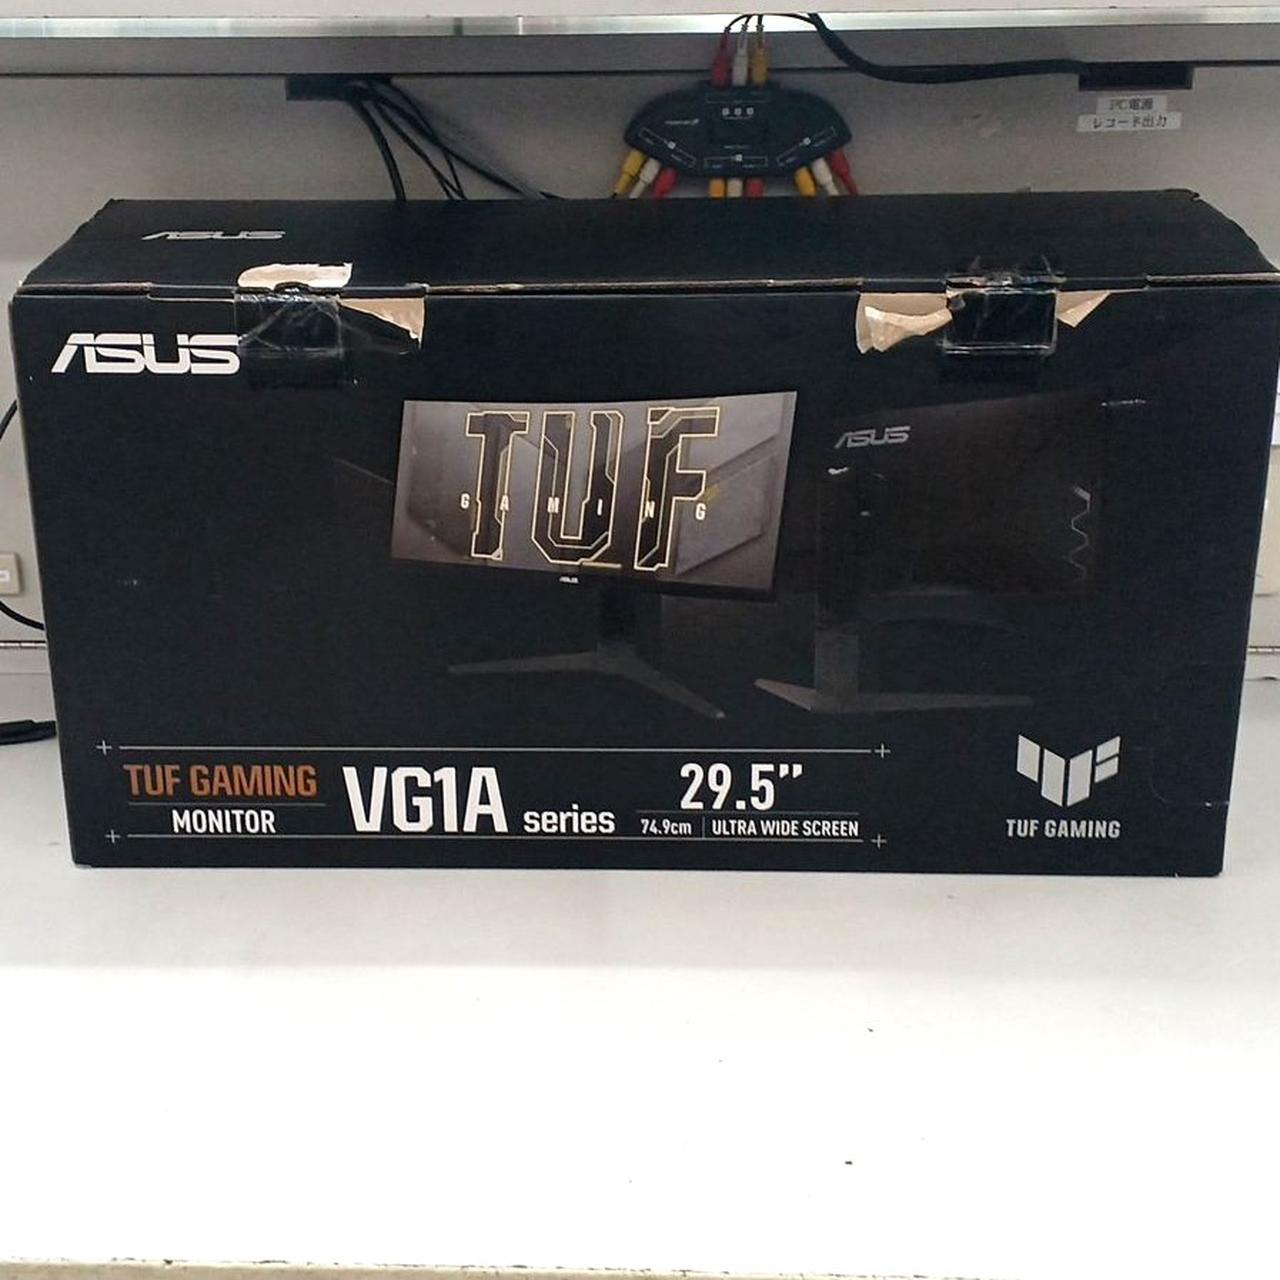 PC電源
レコード出力
ASUS
ASUS
TUF
GAMING
ASUS
ASUS
TUF GAMING
MONITOR
VG1A series
29.5”
74.9cm | ULTRA WIDE SCREEN
TUF GAMING